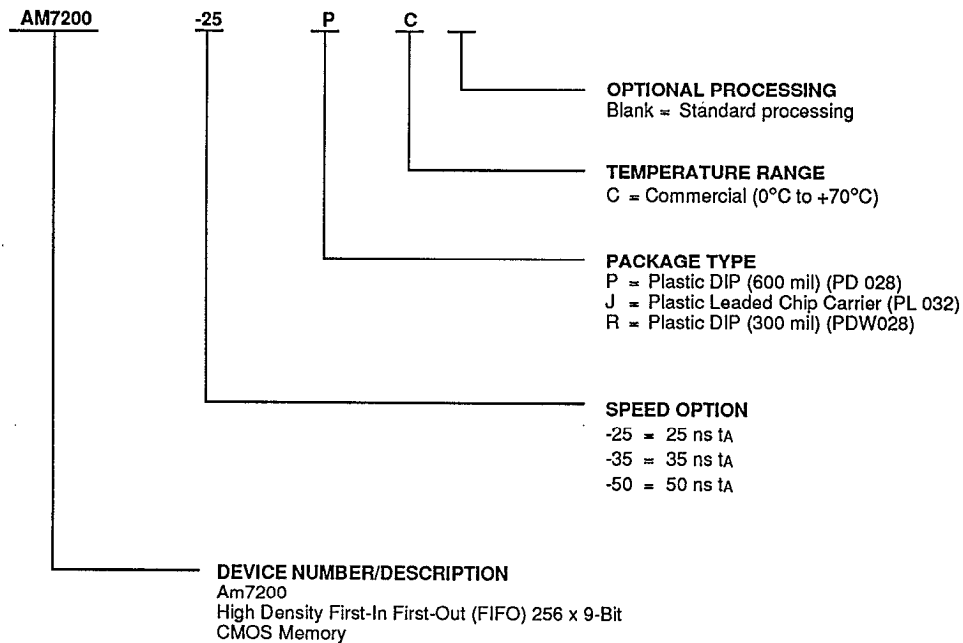 AM7200 -25 P C
OPTIONAL PROCESSING
Blank = Standard processing
TEMPERATURE RANGE
C = Commercial (0°C to +70°C)
PACKAGE TYPE
P = Plastic DIP (600 mil) (PD 028)
J = Plastic Leaded Chip Carrier (PL 032)
R = Plastic DIP (300 mil) (PDW028)
SPEED OPTION
-25 = 25 ns tA
-35 = 35 ns tA
-50 = 50 ns tA
DEVICE NUMBER/DESCRIPTION
Am7200
High Density First-In First-Out (FIFO) 256 x 9-Bit
CMOS Memory